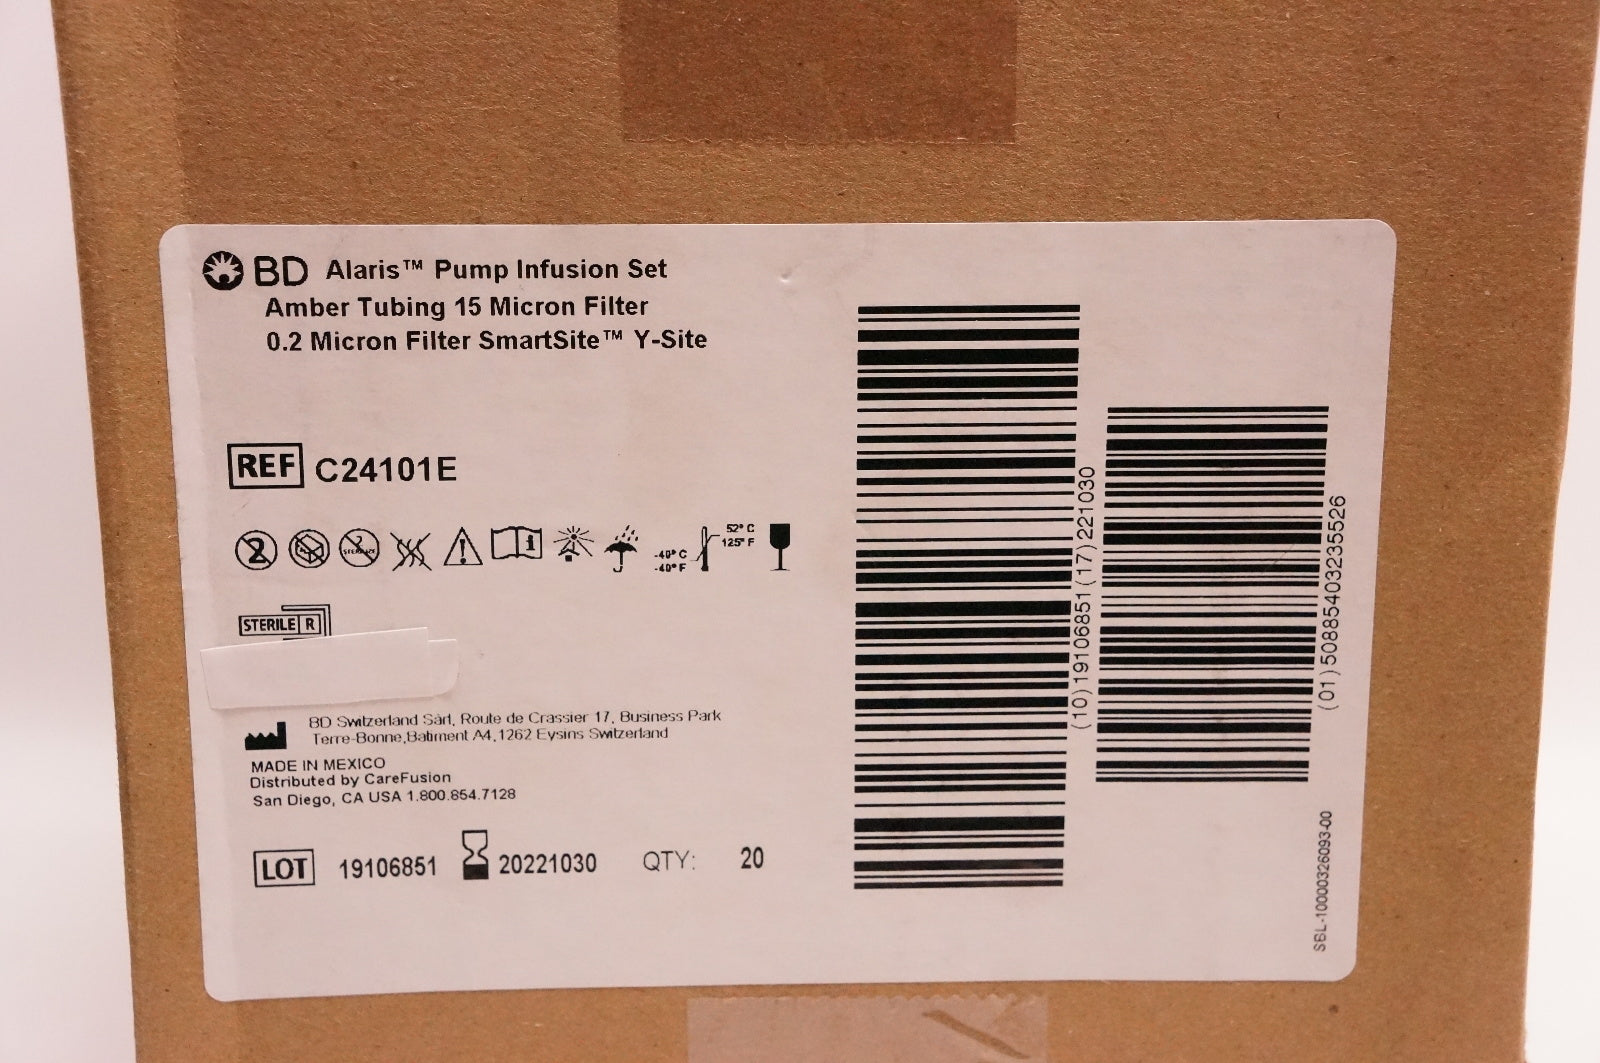 BD Alaris™ Pump Infusion Set
Amber Tubing 15 Micron Filter
0.2 Micron Filter SmartSite™ Y-Site
REF C24101E
2
2
STERILIZE
i
-40° C
-40° F
52° C
125° F
STERILE R
BD Switzerland Sàrl, Route de Crassier 17, Business Park
Terre-Bonne,Batiment A4,1262 Eysins Switzerland
MADE IN MEXICO
Distributed by CareFusion
San Diego, CA USA 1.800.854.7128
LOT 19106851 20221030 QTY: 20
(10)19106851(17)221030
(01)50885403235526
SBL-10000326093-00